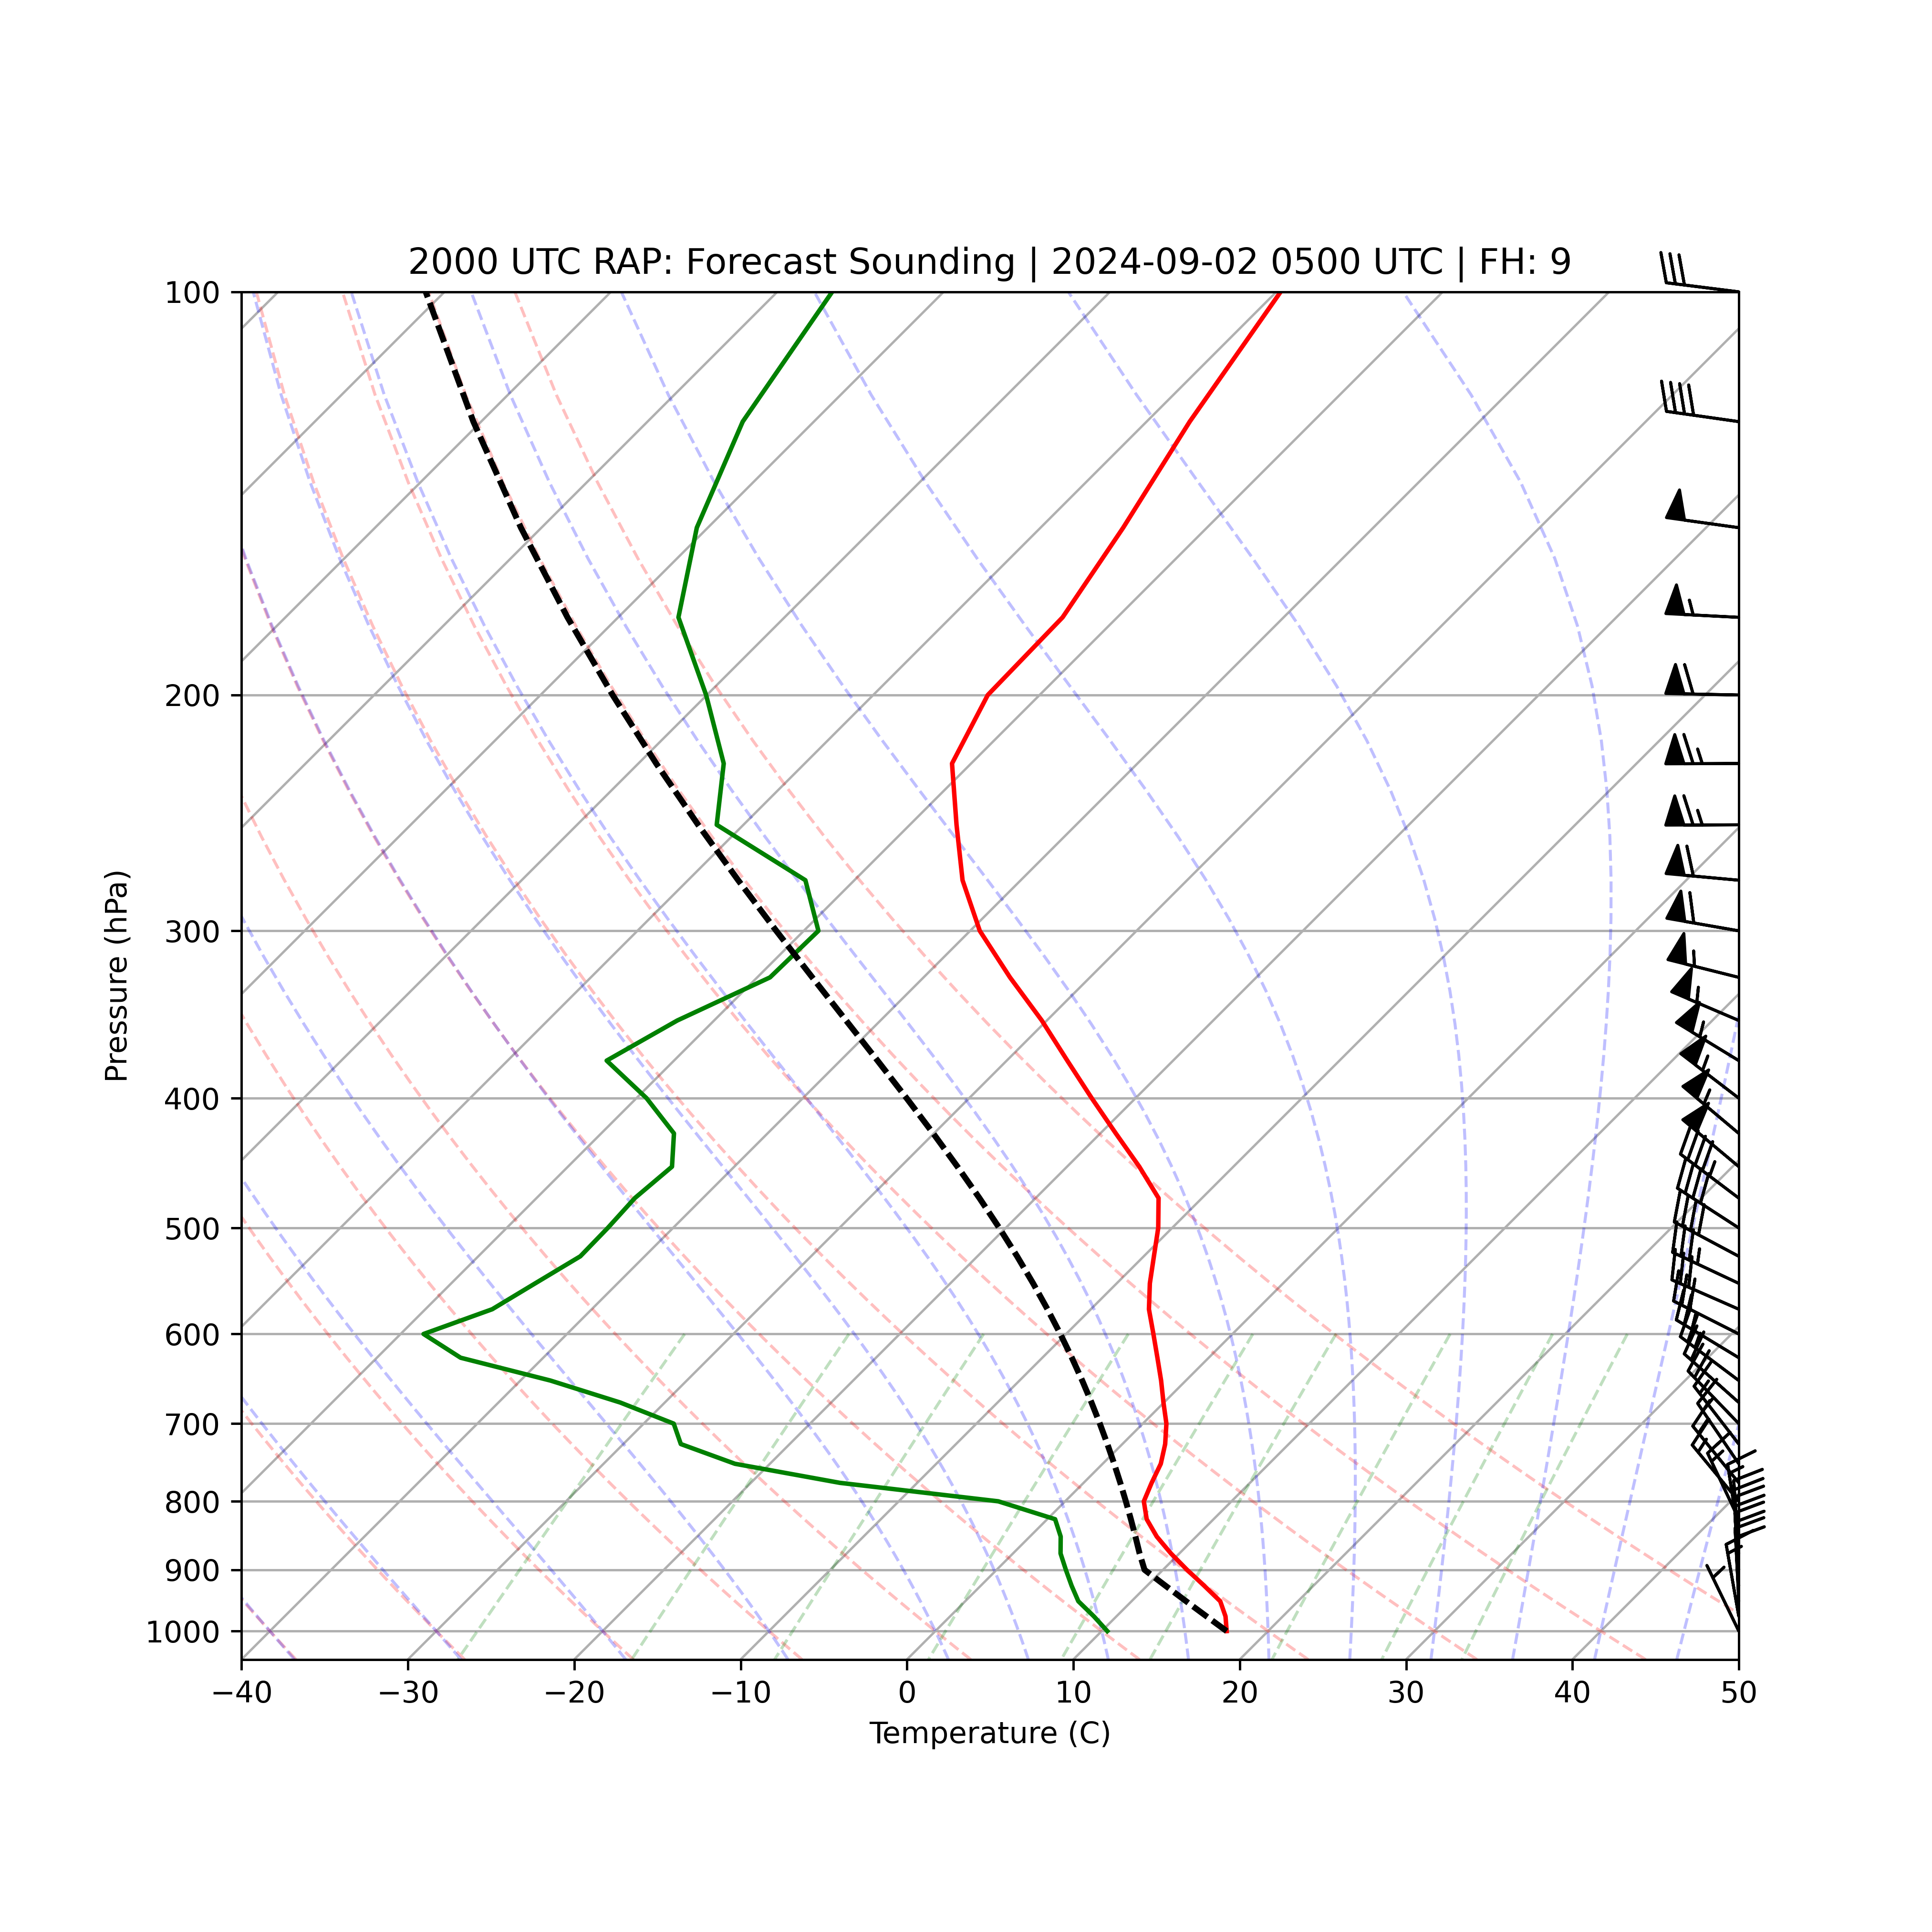 2000 UTC RAP: Forecast Sounding | 2024-09-02 0500 UTC | FH: 9
100
200
300
400
500
600
700
800
900
1000
Pressure (hPa)
−40 −30 −20 −10 0 10 20 30 40 50
Temperature (C)